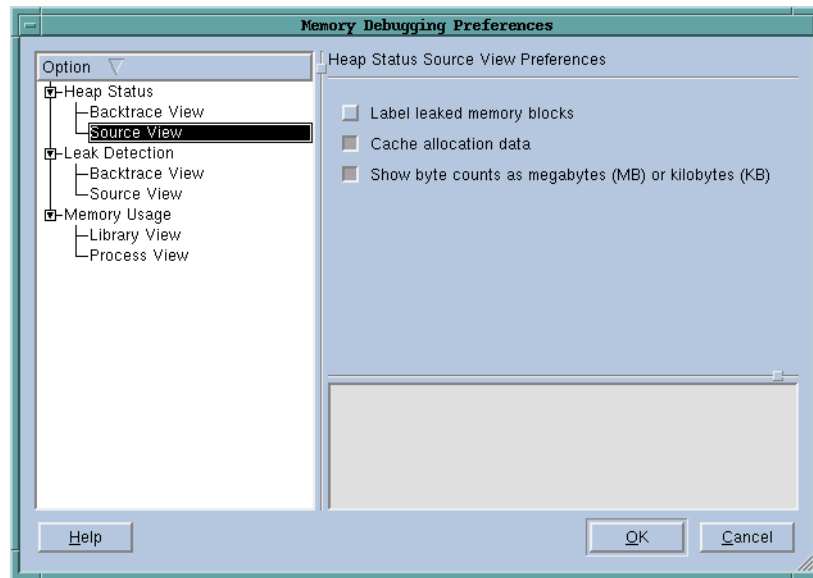 Memory Debugging Preferences
Option
Heap Status
Backtrace View
Source View
Leak Detection
Backtrace View
Source View
Memory Usage
Library View
Process View
Heap Status Source View Preferences
Label leaked memory blocks
Cache allocation data
Show byte counts as megabytes (MB) or kilobytes (KB)
Help
OK
Cancel